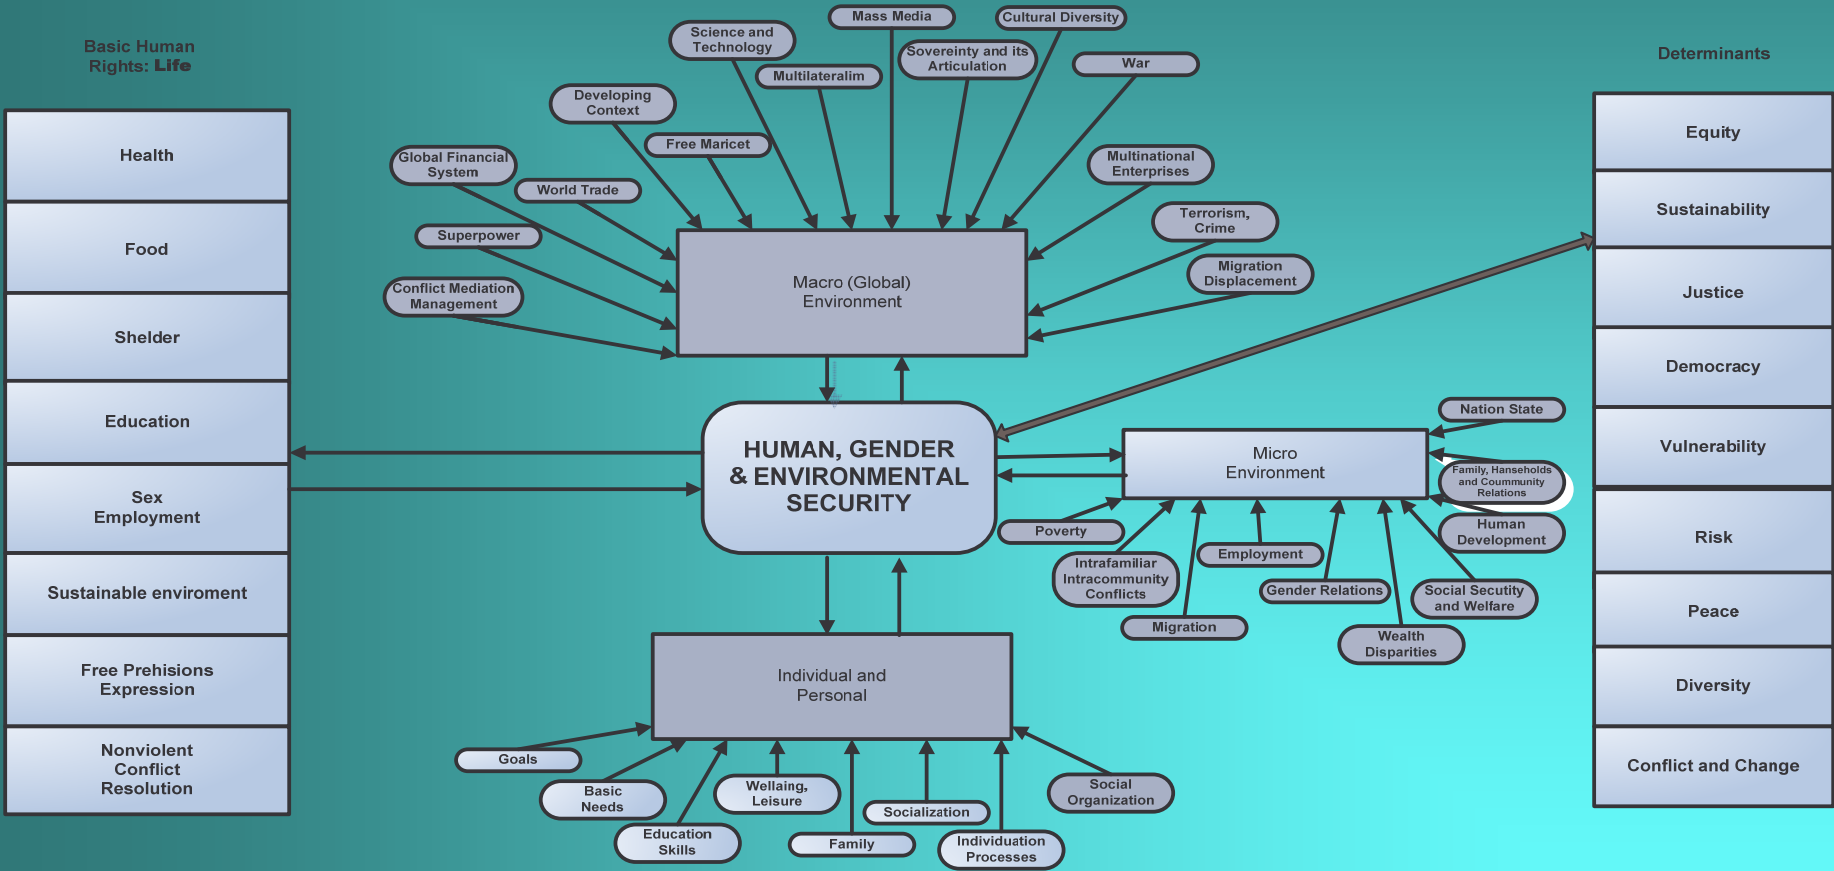 Basic Human
Rights: Life
Health
Food
Shelder
Education
Sex
Employment
Sustainable enviroment
Free Prehisions
Expression
Nonviolent
Conflict
Resolution
Mass Media
Cultural Diversity
Science and
Technology
Sovereinty and its
Articulation
War
Multilateralim
Developing
Context
Free Maricet
Global Financial
System
World Trade
Multinational
Enterprises
Superpower
Terrorism,
Crime
Conflict Mediation
Management
Migration
Displacement
Macro (Global)
Environment
HUMAN, GENDER
& ENVIRONMENTAL
SECURITY
Micro
Environment
Nation State
Family, Hanseholds
and Coummunity
Relations
Human
Development
Poverty
Intrafamiliar
Intracommunity
Conflicts
Employment
Gender Relations
Social Secutity
and Welfare
Migration
Wealth
Disparities
Individual and
Personal
Goals
Basic
Needs
Education
Skills
Wellaing,
Leisure
Family
Socialization
Individuation
Processes
Social
Organization
Determinants
Equity
Sustainability
Justice
Democracy
Vulnerability
Risk
Peace
Diversity
Conflict and Change